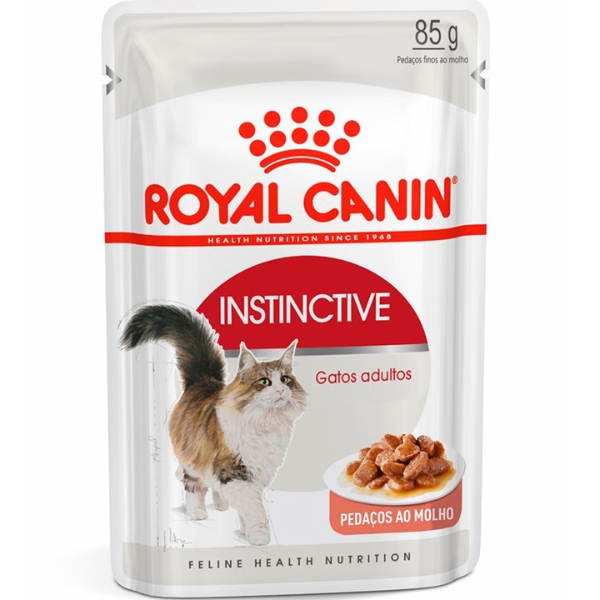 85 g
Pedaços finos ao molho
ROYAL CANIN®
HEALTH NUTRITION SINCE 1968
INSTINCTIVE
Gatos adultos
PEDAÇOS AO MOLHO
FELINE HEALTH NUTRITION